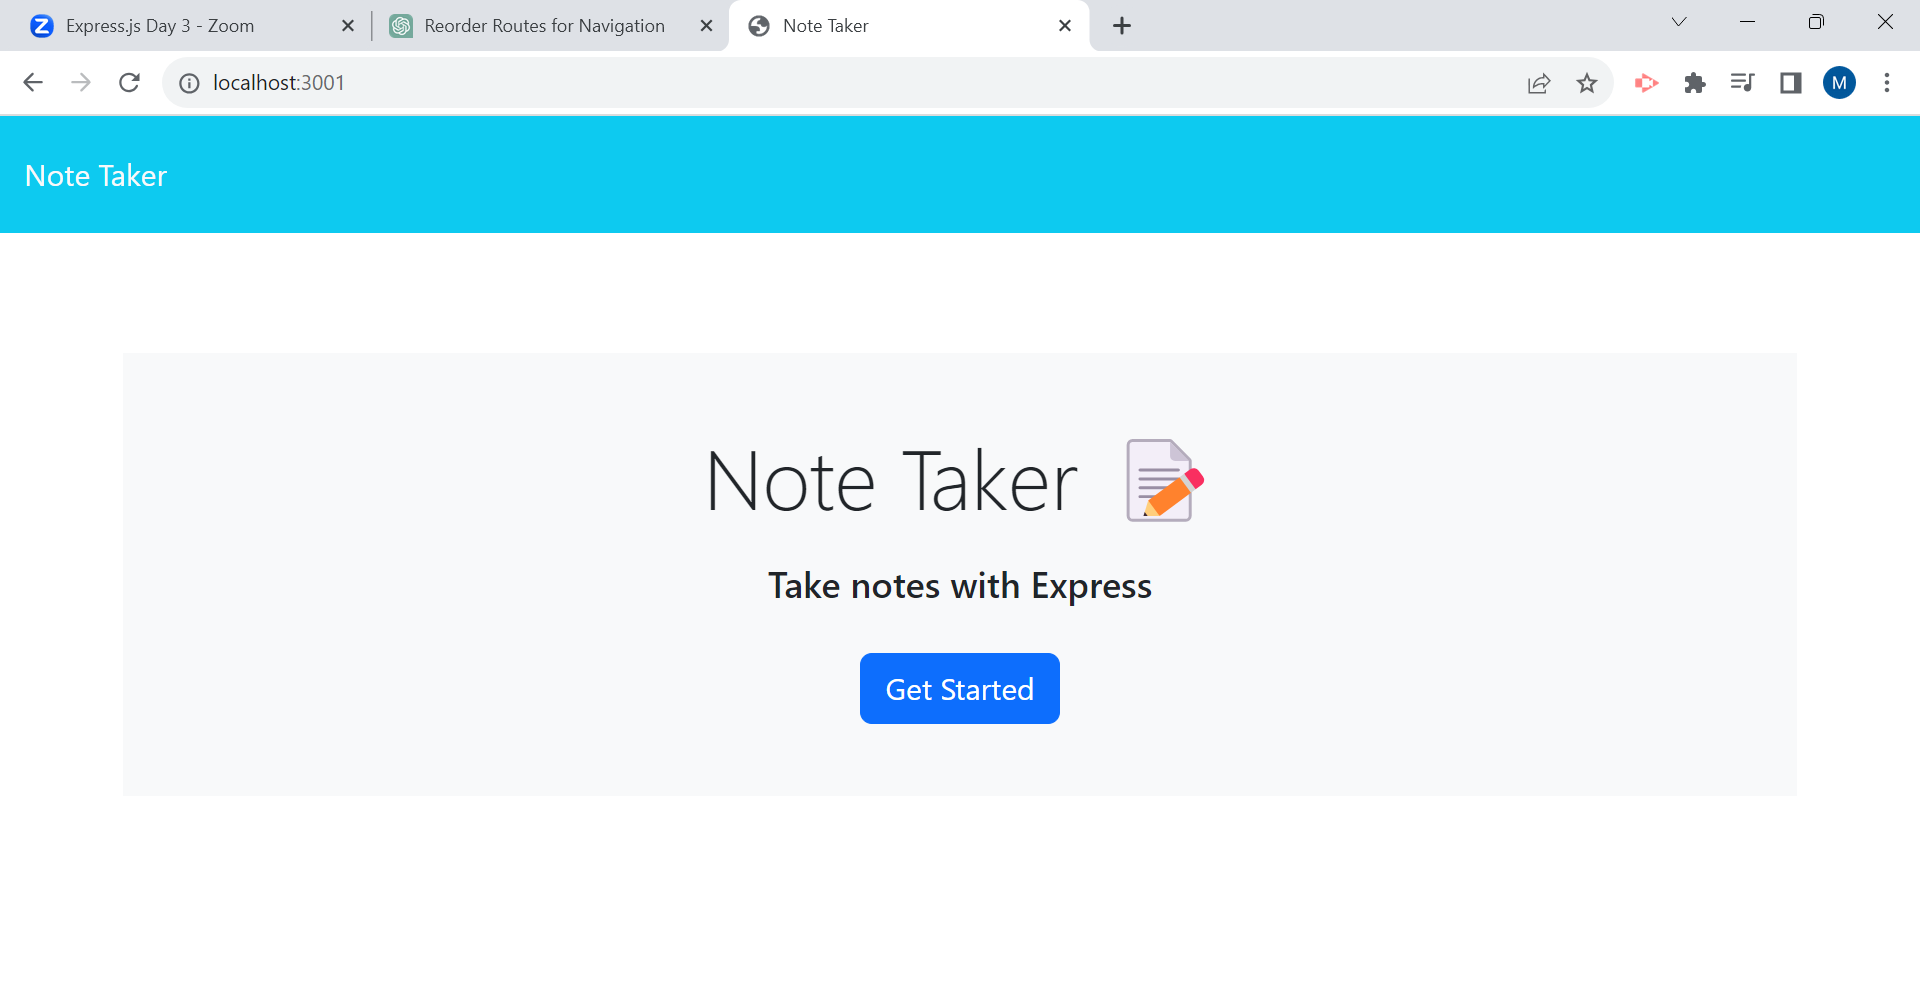 Express.js Day 3 - Zoom
Reorder Routes for Navigation
Note Taker
localhost:3001
M
Note Taker
Note Taker
Take notes with Express
Get Started